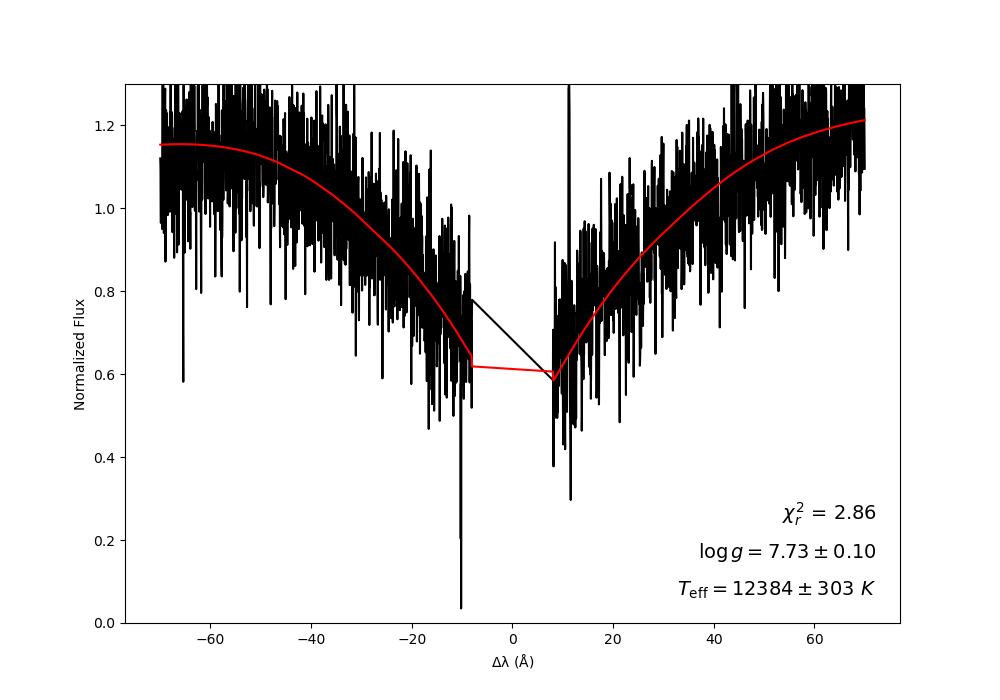 1.2
1.0
0.8
0.6
0.4
0.2
0.0
Normalized Flux
χ²ᵣ = 2.86
log g = 7.73 ± 0.10
T_eff = 12384 ± 303 K
−60 −40 −20 0 20 40 60
Δλ (Å)